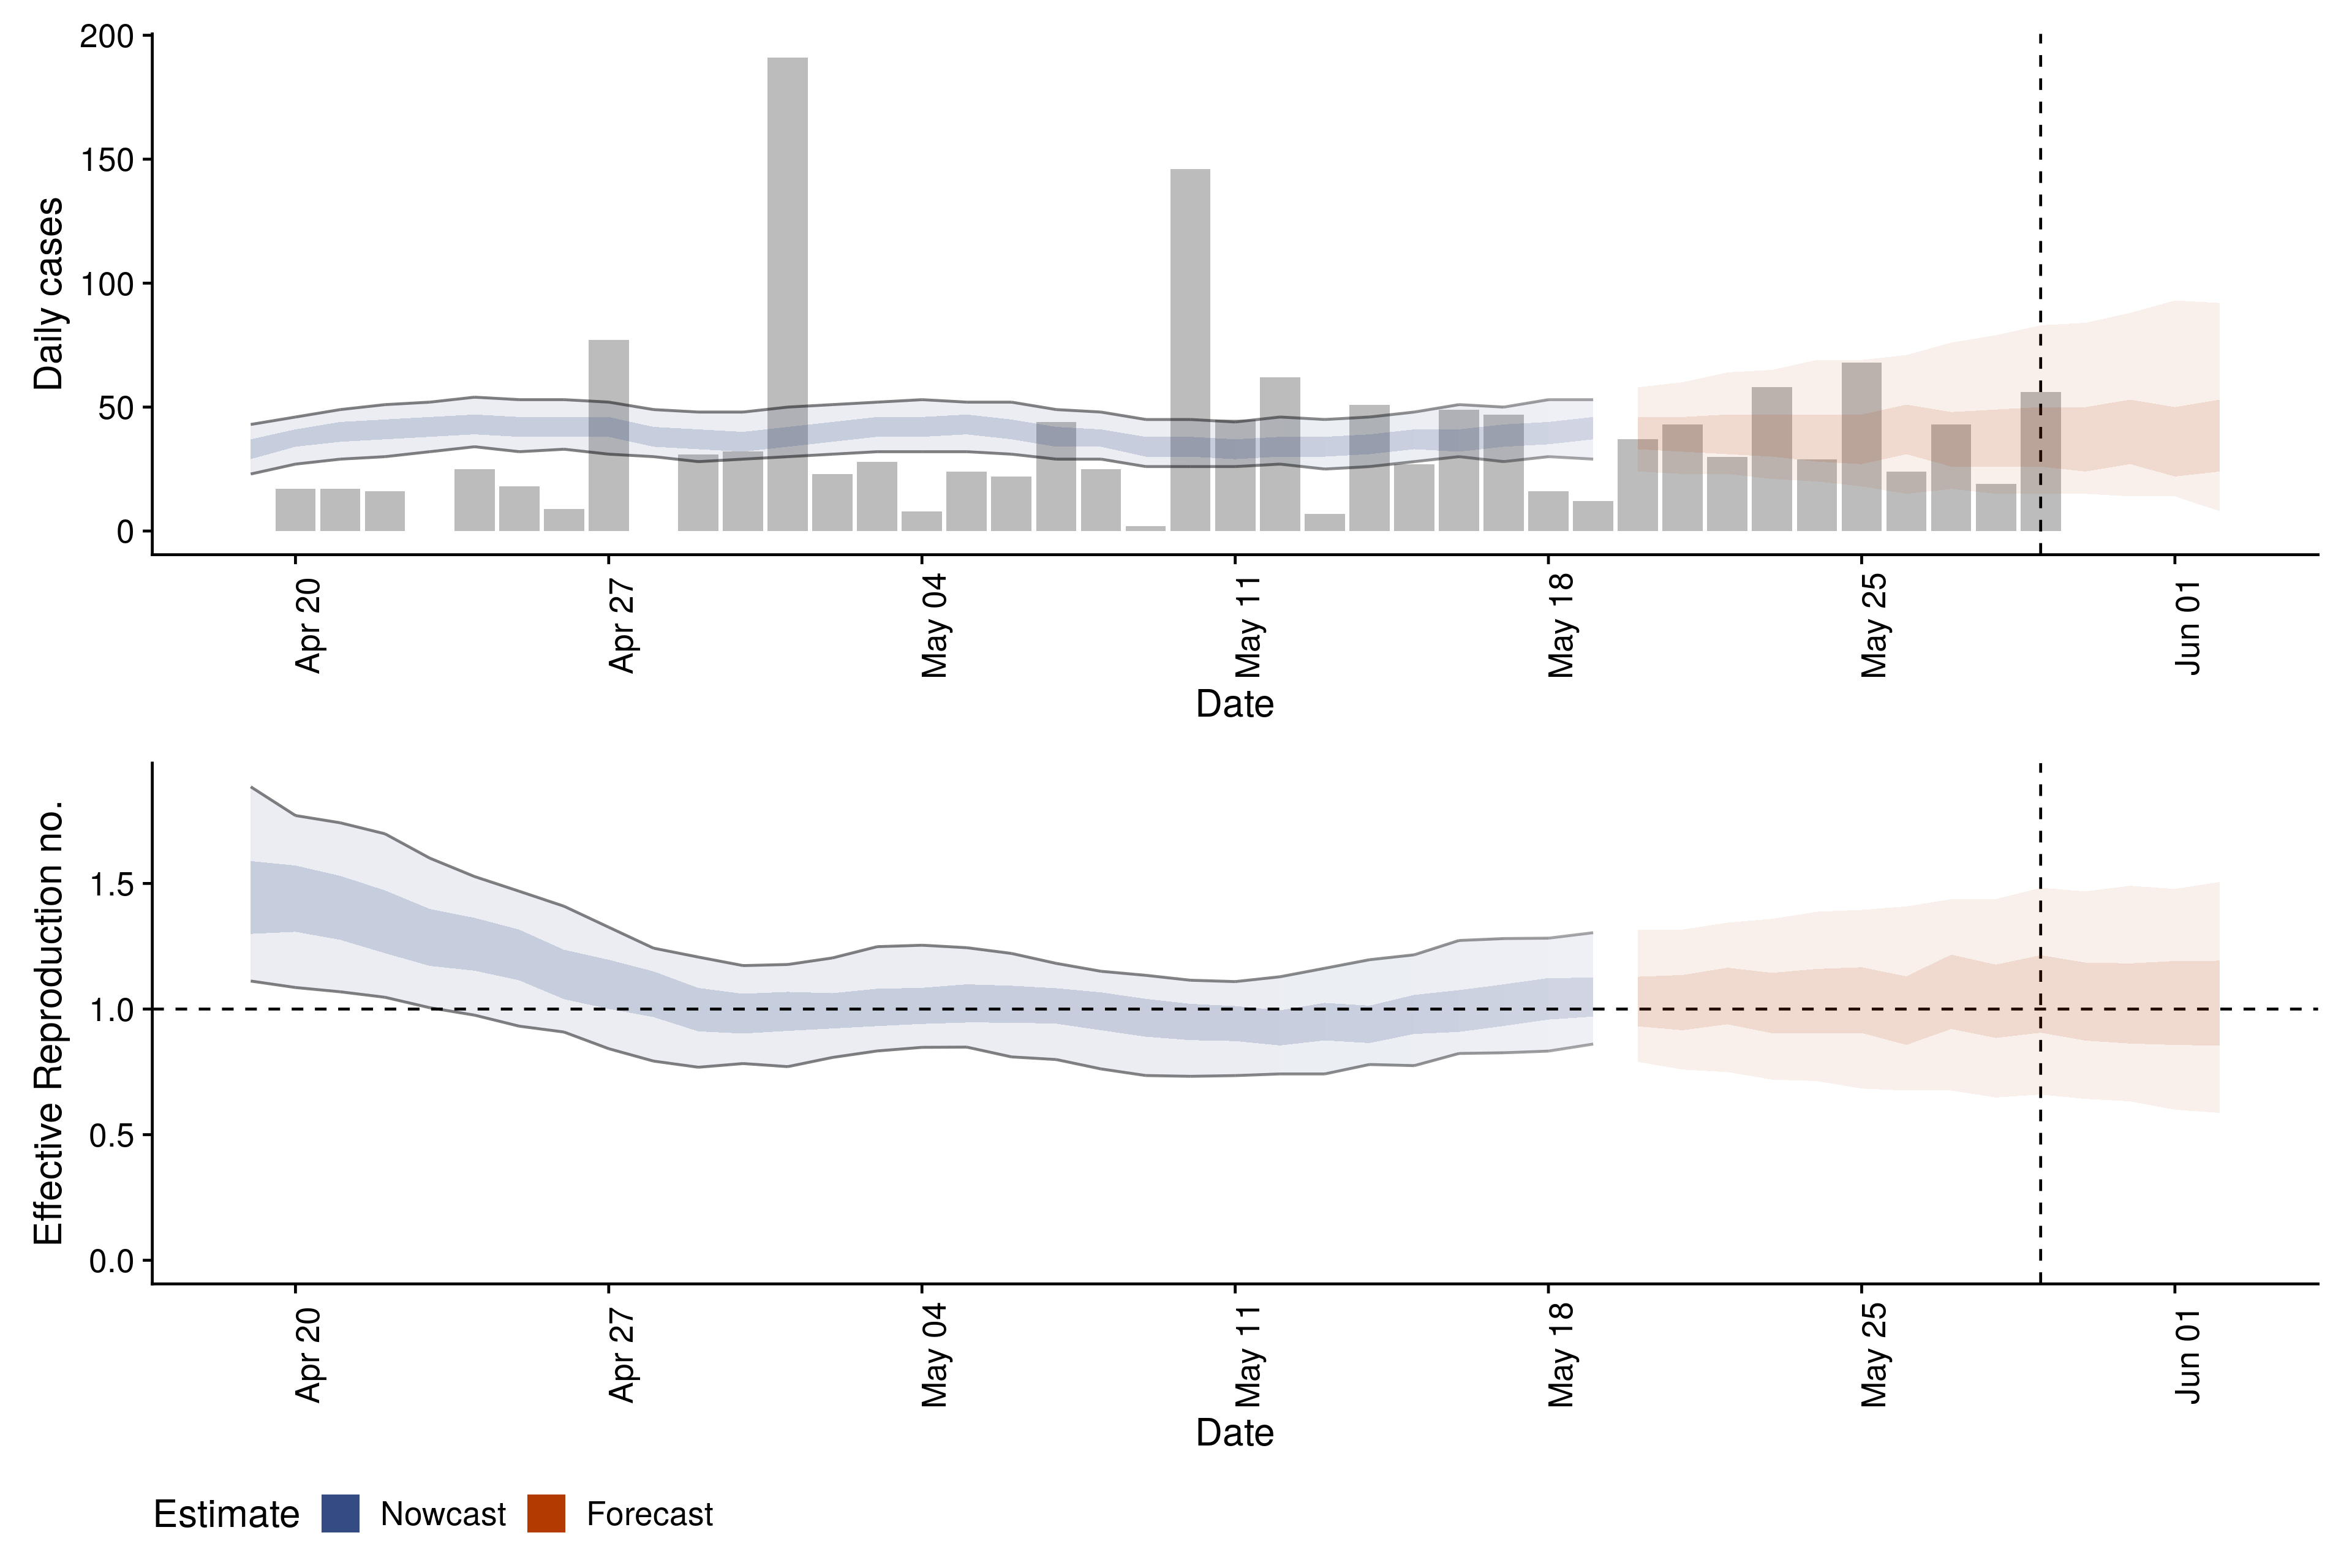 200
150
100
50
0
Daily cases
Apr 20
Apr 27
May 04
May 11
May 18
May 25
Jun 01
Date
1.5
1.0
0.5
0.0
Effective Reproduction no.
Apr 20
Apr 27
May 04
May 11
May 18
May 25
Jun 01
Date
Estimate Nowcast Forecast